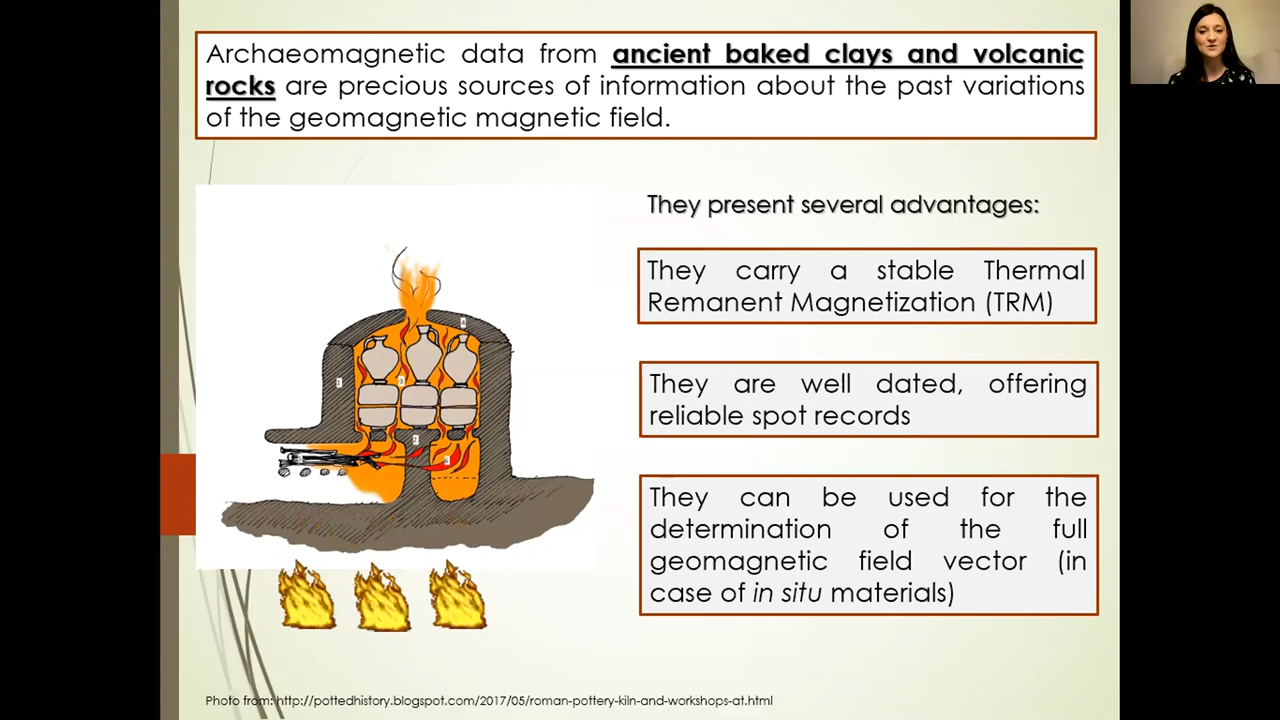 Archaeomagnetic data from ancient baked clays and volcanic
rocks are precious sources of information about the past variations
of the geomagnetic magnetic field.
They present several advantages:
They carry a stable Thermal
Remanent Magnetization (TRM)
They are well dated, offering
reliable spot records
They can be used for the
determination of the full
geomagnetic field vector (in
case of in situ materials)
Photo from: http://pottedhistory.blogspot.com/2017/05/roman-pottery-kiln-and-workshops-at.html